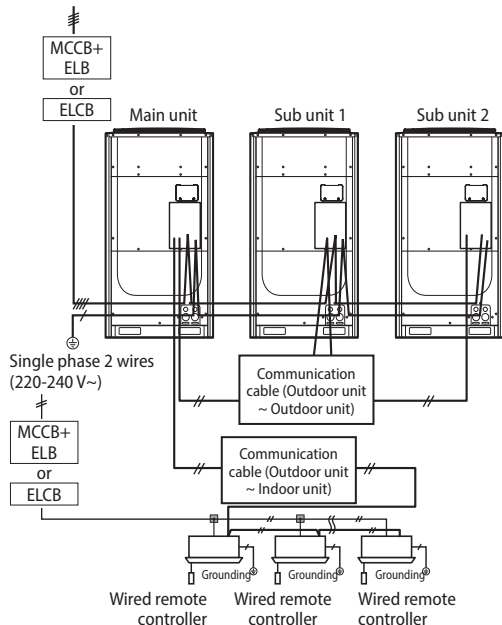 MCCB+
ELB
or
ELCB
Main unit
Sub unit 1
Sub unit 2
Single phase 2 wires
(220-240 V~)
Communication
cable (Outdoor unit
~ Outdoor unit)
MCCB+
ELB
or
ELCB
Communication
cable (Outdoor unit
~ Indoor unit)
Grounding
Grounding
Grounding
Wired remote
controller
Wired remote
controller
Wired remote
controller